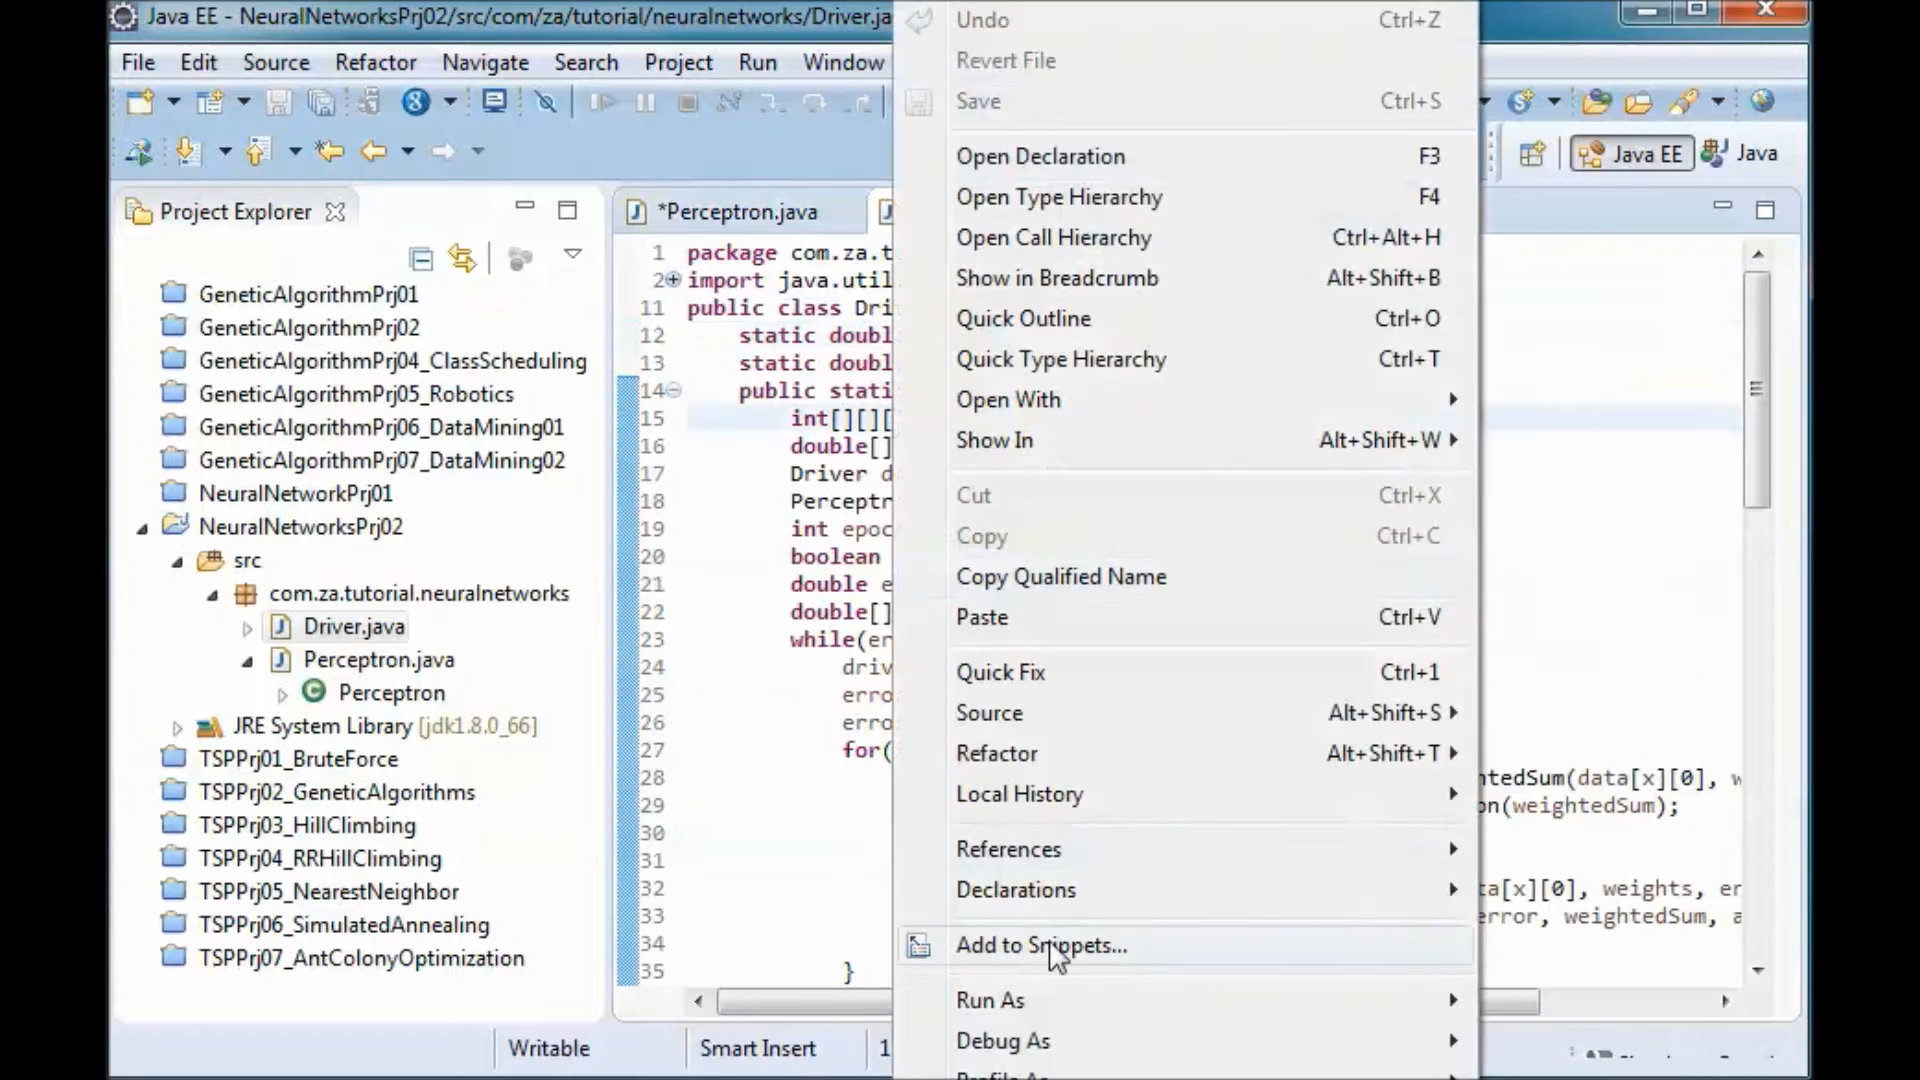 Java EE - NeuralNetworksPrj02/src/com/za/tutorial/neuralnetworks/Driver.ja
File Edit Source Refactor Navigate Search Project Run Window
Java EE Java
Project Explorer
GeneticAlgorithmPrj01
GeneticAlgorithmPrj02
GeneticAlgorithmPrj04_ClassScheduling
GeneticAlgorithmPrj05_Robotics
GeneticAlgorithmPrj06_DataMining01
GeneticAlgorithmPrj07_DataMining02
NeuralNetworkPrj01
NeuralNetworksPrj02
src
com.za.tutorial.neuralnetworks
Driver.java
Perceptron.java
Perceptron
JRE System Library [jdk1.8.0_66]
TSPPrj01_BruteForce
TSPPrj02_GeneticAlgorithms
TSPPrj03_HillClimbing
TSPPrj04_RRHillClimbing
TSPPrj05_NearestNeighbor
TSPPrj06_SimulatedAnnealing
TSPPrj07_AntColonyOptimization
*Perceptron.java
1 package com.za.t
2 import java.util
11 public class Dri
12 static doubl
13 static doubl
14 public stati
15 int[][][
16 double[]
17 Driver d
18 Perceptr
19 int epoc
20 boolean
21 double e
22 double[]
23 while(er
24 driv
25 erro
26 erro
27 for(
28 htedSum(data[x][0], w
29 on(weightedSum);
30
31
32 ta[x][0], weights, er
33 error, weightedSum, a
34
35 }
Undo Ctrl+Z
Revert File
Save Ctrl+S
Open Declaration F3
Open Type Hierarchy F4
Open Call Hierarchy Ctrl+Alt+H
Show in Breadcrumb Alt+Shift+B
Quick Outline Ctrl+O
Quick Type Hierarchy Ctrl+T
Open With
Show In Alt+Shift+W
Cut Ctrl+X
Copy Ctrl+C
Copy Qualified Name
Paste Ctrl+V
Quick Fix Ctrl+1
Source Alt+Shift+S
Refactor Alt+Shift+T
Local History
References
Declarations
Add to Snippets...
Run As
Debug As
Profile As
Writable Smart Insert 1